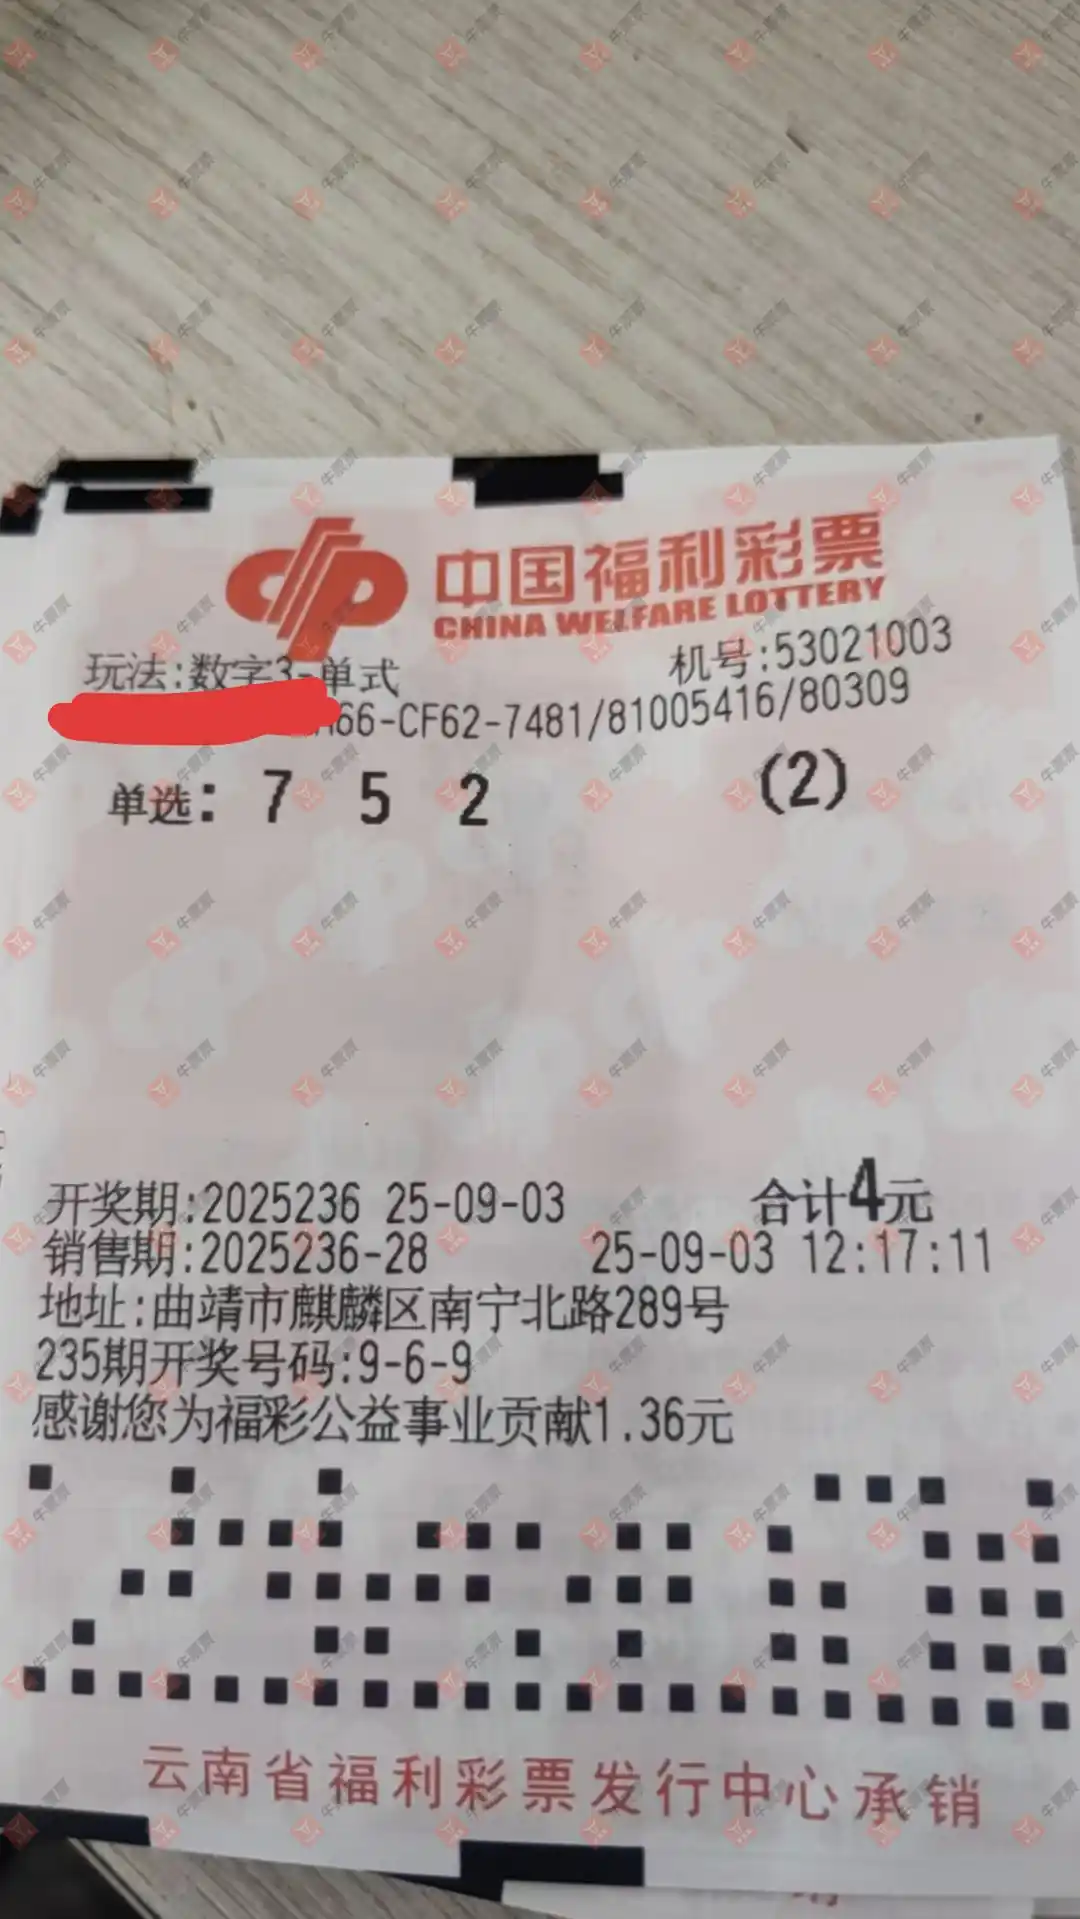 中国福利彩票
CHINA WELFARE LOTTERY
玩法:数字3-单式 机号:53021003
66-CF62-7481/81005416/80309
单选: 7 5 2 (2)
开奖期:2025236 25-09-03 合计4元
销售期:2025236-28 25-09-03 12:17:11
地址:曲靖市麒麟区南宁北路289号
235期开奖号码:9-6-9
感谢您为福彩公益事业贡献1.36元
云南省福利彩票发行中心承销
牛票票